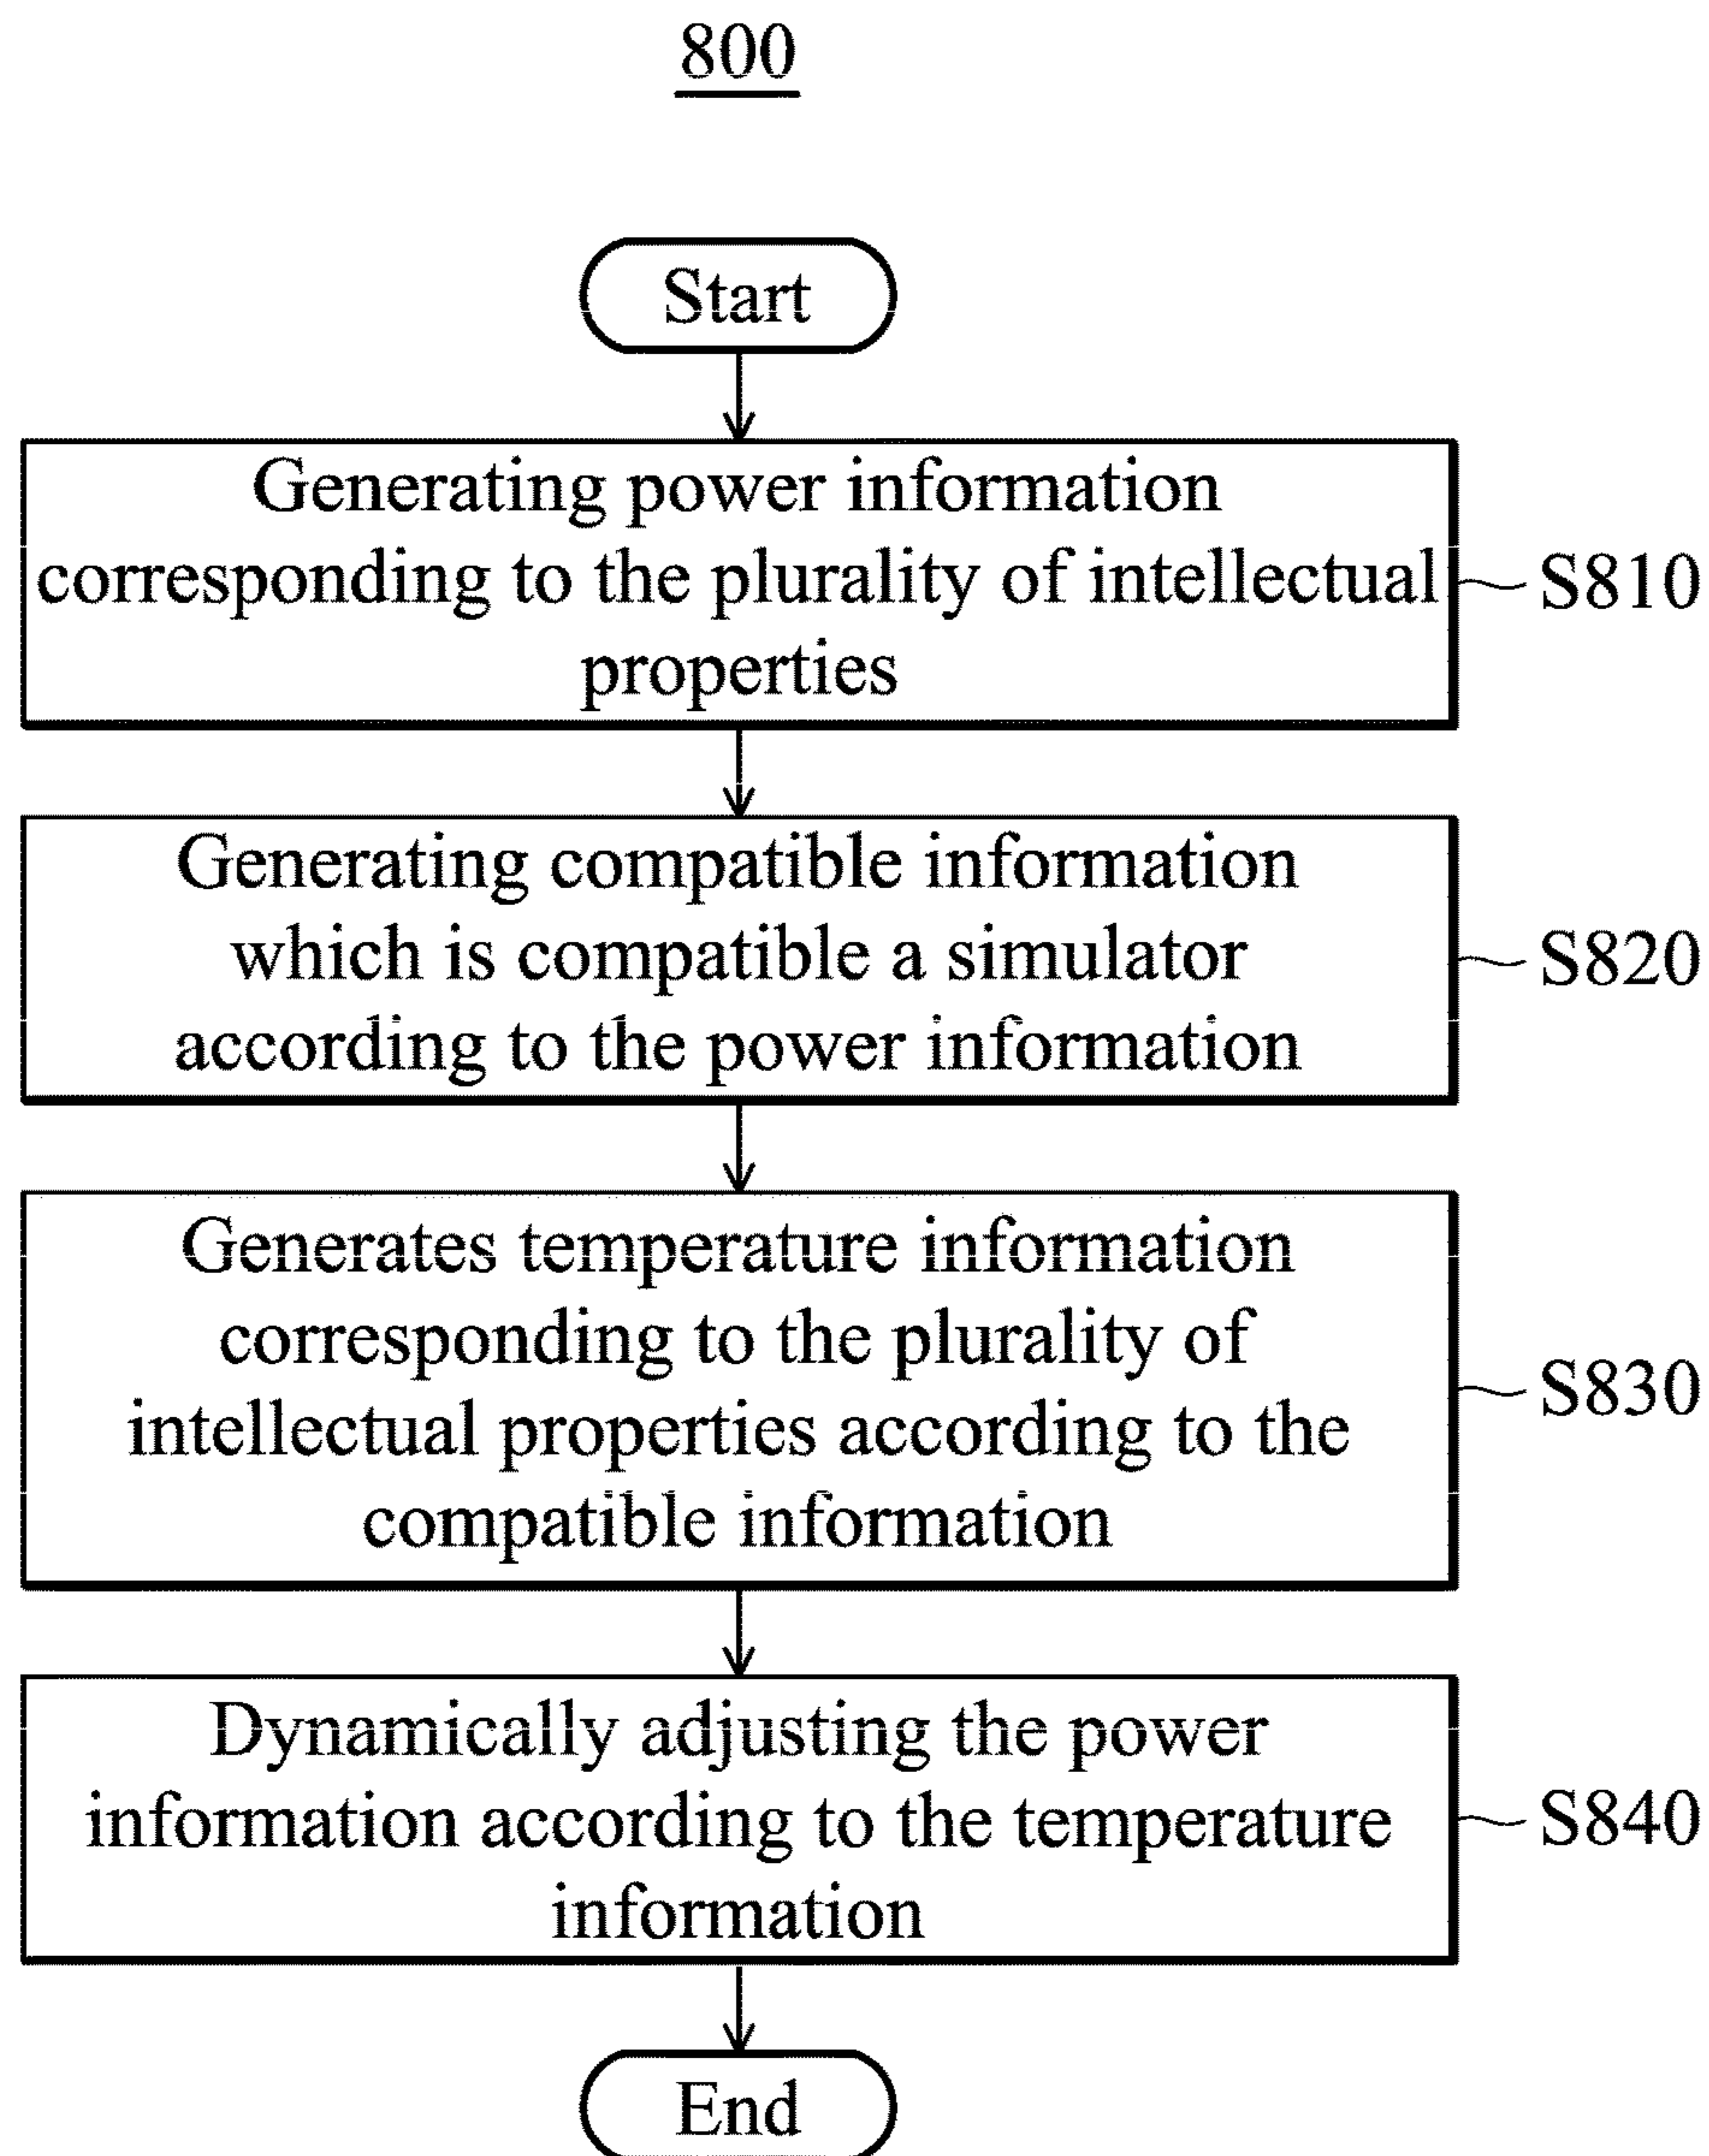 800
Start
Generating power information
corresponding to the plurality of intellectual
properties
S810
Generating compatible information
which is compatible a simulator
according to the power information
S820
Generates temperature information
corresponding to the plurality of
intellectual properties according to the
compatible information
S830
Dynamically adjusting the power
information according to the temperature
information
S840
End